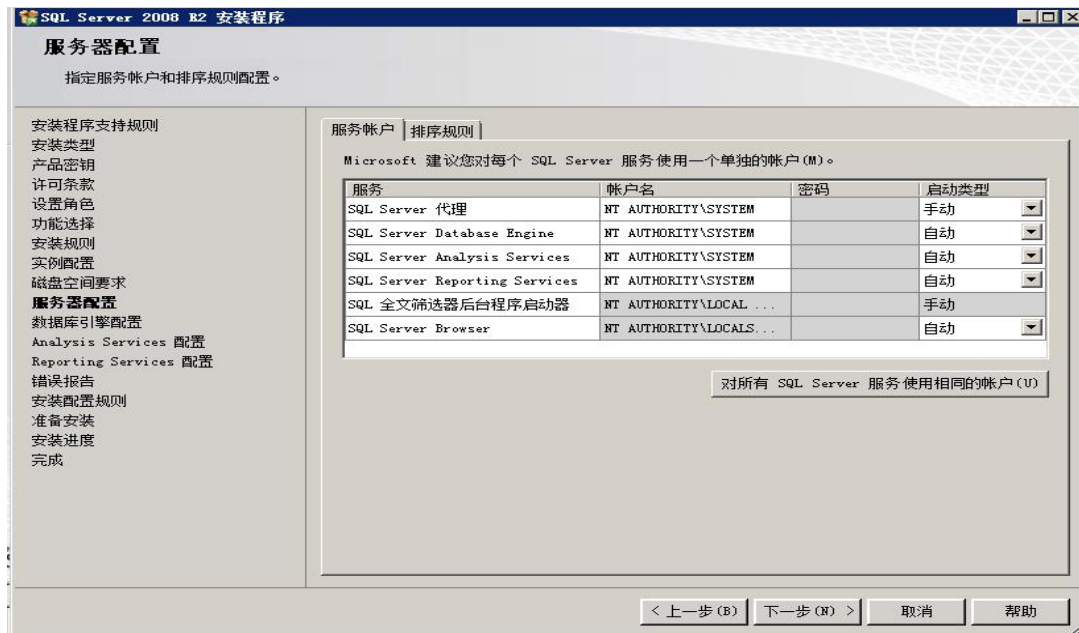 SQL Server 2008 R2 安装程序
服务器配置
指定服务帐户和排序规则配置。
安装程序支持规则
安装类型
产品密钥
许可条款
设置角色
功能选择
安装规则
实例配置
磁盘空间要求
服务器配置
数据库引擎配置
Analysis Services 配置
Reporting Services 配置
错误报告
安装配置规则
准备安装
安装进度
完成
服务帐户 排序规则
Microsoft 建议您对每个 SQL Server 服务使用一个单独的帐户(M)。
服务 帐户名 密码 启动类型
SQL Server 代理 NT AUTHORITY\SYSTEM 手动
SQL Server Database Engine NT AUTHORITY\SYSTEM 自动
SQL Server Analysis Services NT AUTHORITY\SYSTEM 自动
SQL Server Reporting Services NT AUTHORITY\SYSTEM 自动
SQL 全文筛选器后台程序启动器 NT AUTHORITY\LOCAL ... 手动
SQL Server Browser NT AUTHORITY\LOCALS... 自动
对所有 SQL Server 服务使用相同的帐户(U)
< 上一步(B) 下一步(N) > 取消 帮助